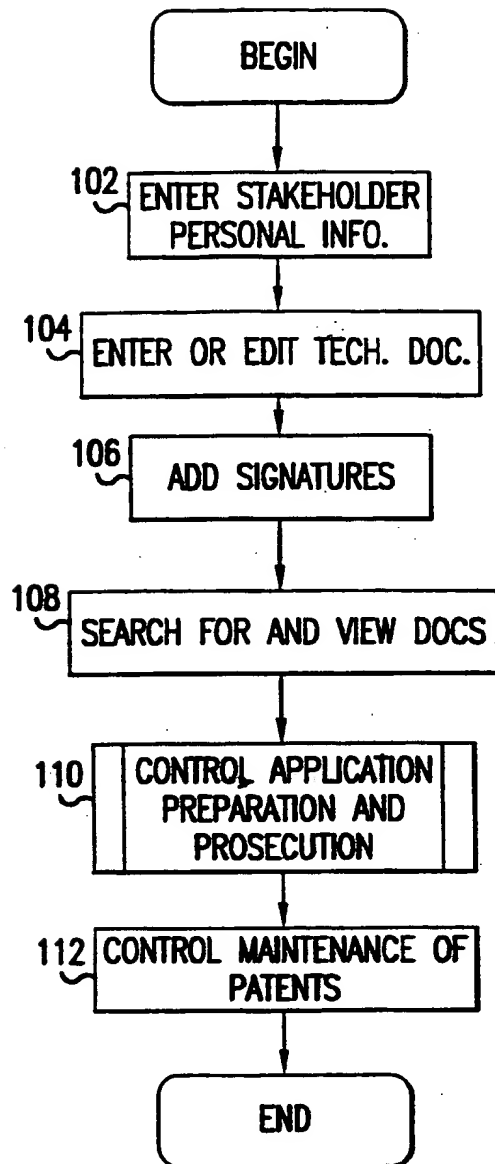 BEGIN
102
ENTER STAKEHOLDER
PERSONAL INFO.
104
ENTER OR EDIT TECH. DOC.
106
ADD SIGNATURES
108
SEARCH FOR AND VIEW DOCS
110
CONTROL APPLICATION
PREPARATION AND
PROSECUTION
112
CONTROL MAINTENANCE OF
PATENTS
END